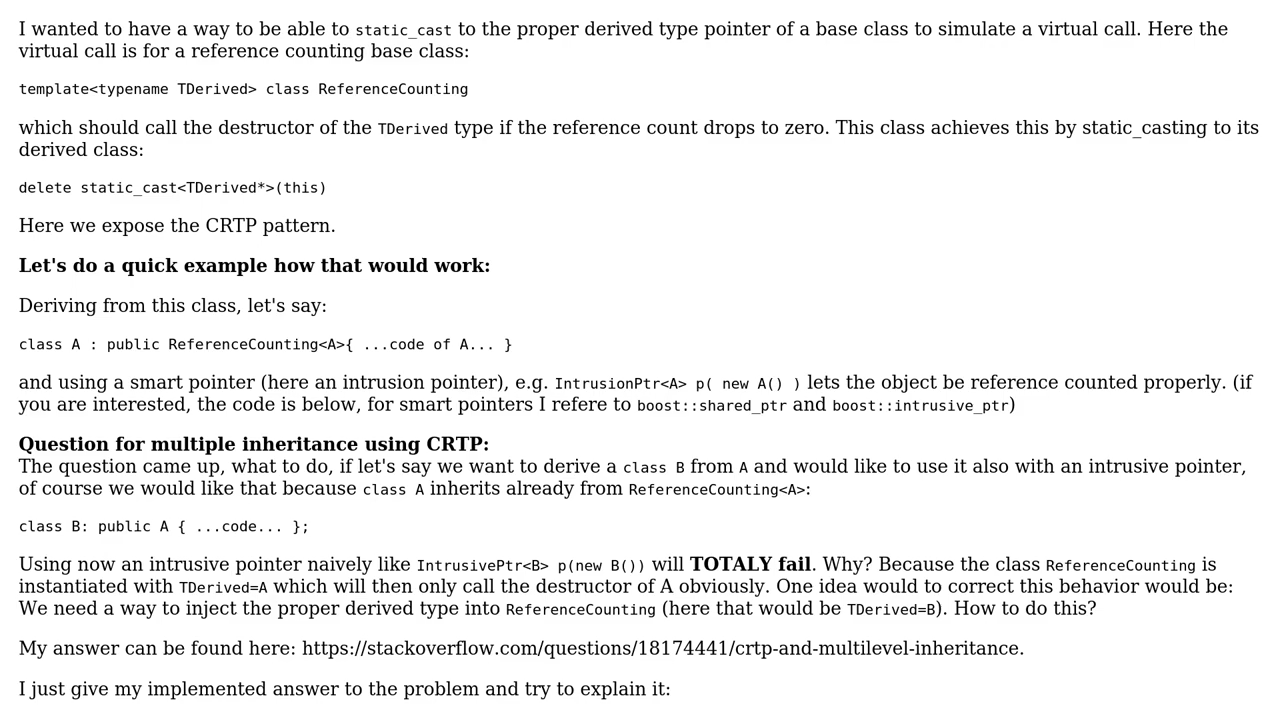 I wanted to have a way to be able to static_cast to the proper derived type pointer of a base class to simulate a virtual call. Here the
virtual call is for a reference counting base class:
template<typename TDerived> class ReferenceCounting
which should call the destructor of the TDerived type if the reference count drops to zero. This class achieves this by static_casting to its
derived class:
delete static_cast<TDerived*>(this)
Here we expose the CRTP pattern.
Let's do a quick example how that would work:
Deriving from this class, let's say:
class A : public ReferenceCounting<A>{ ...code of A... }
and using a smart pointer (here an intrusion pointer), e.g. IntrusionPtr<A> p( new A() ) lets the object be reference counted properly. (if
you are interested, the code is below, for smart pointers I refere to boost::shared_ptr and boost::intrusive_ptr)
Question for multiple inheritance using CRTP:
The question came up, what to do, if let's say we want to derive a class B from A and would like to use it also with an intrusive pointer,
of course we would like that because class A inherits already from ReferenceCounting<A>:
class B: public A { ...code... };
Using now an intrusive pointer naively like IntrusivePtr<B> p(new B()) will TOTALY fail. Why? Because the class ReferenceCounting is
instantiated with TDerived=A which will then only call the destructor of A obviously. One idea would to correct this behavior would be:
We need a way to inject the proper derived type into ReferenceCounting (here that would be TDerived=B). How to do this?
My answer can be found here: https://stackoverflow.com/questions/18174441/crtp-and-multilevel-inheritance.
I just give my implemented answer to the problem and try to explain it: